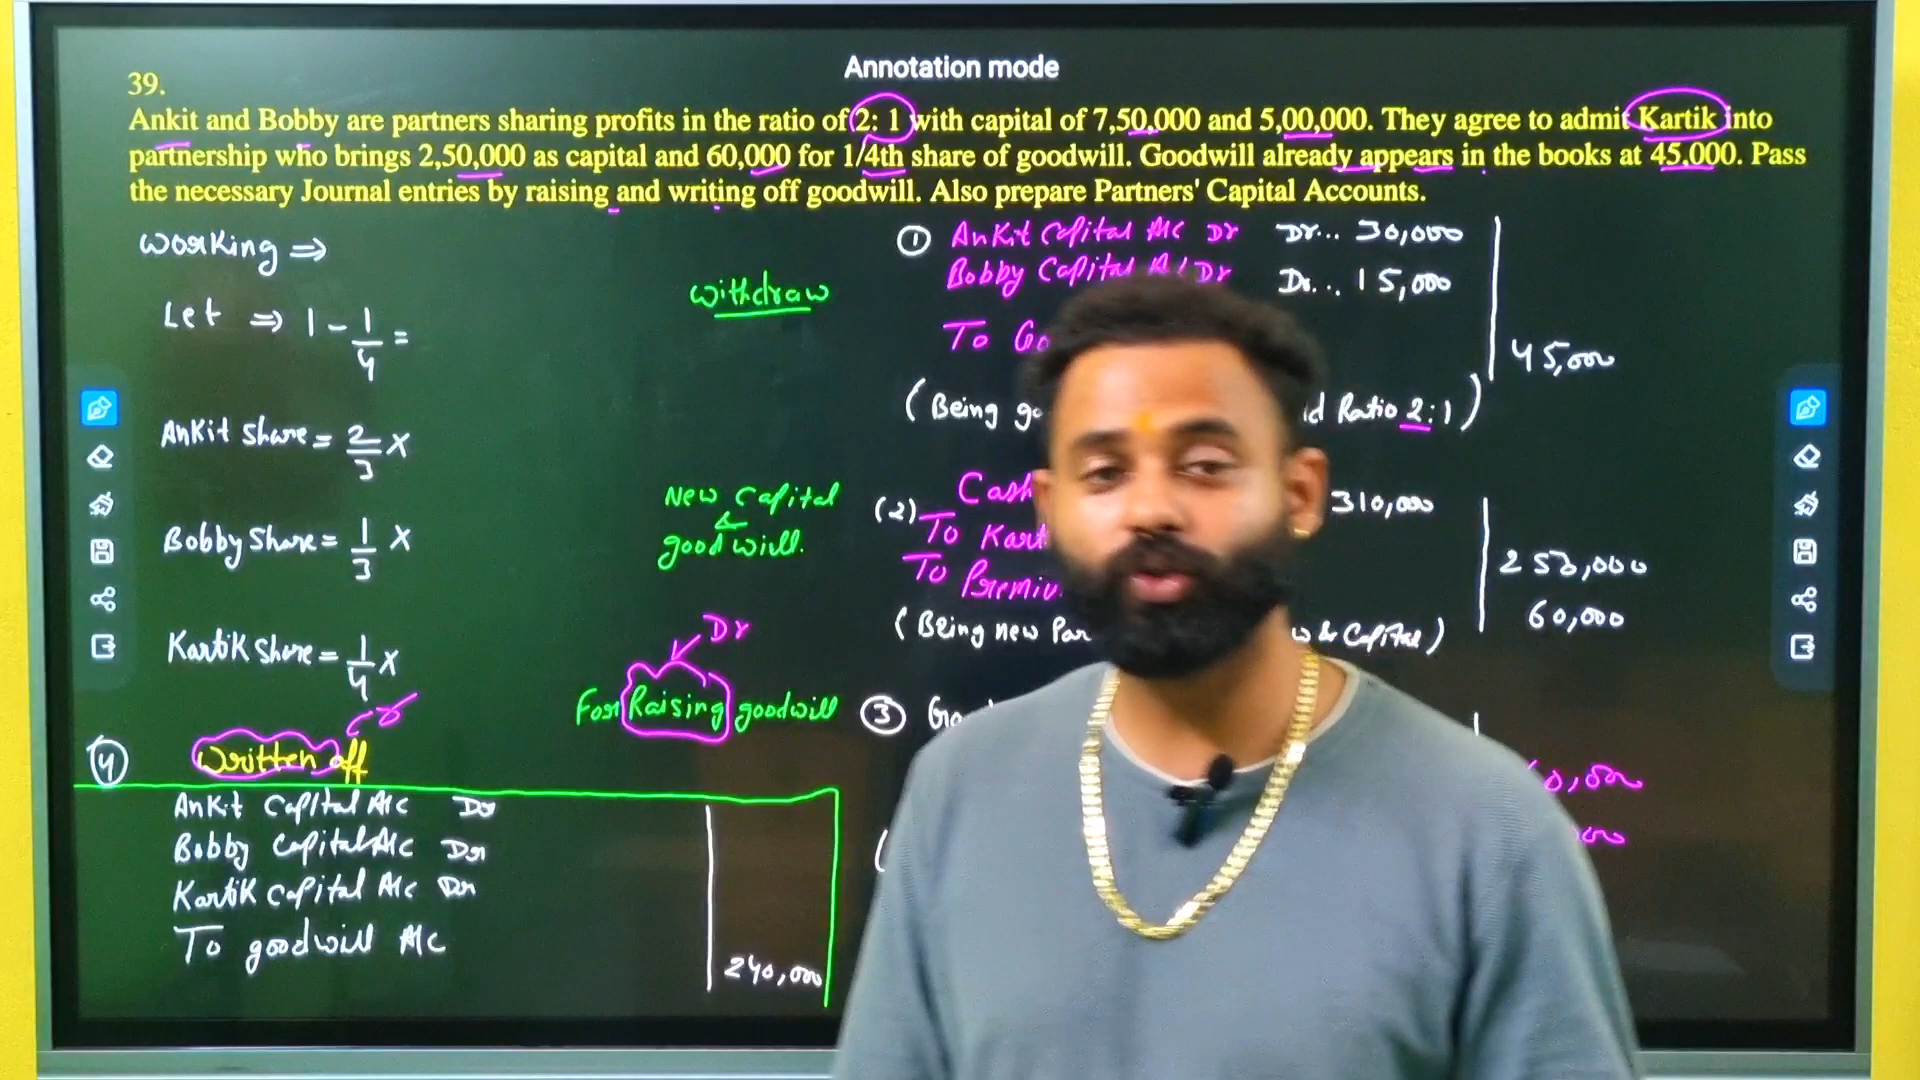 Annotation mode
39.
Ankit and Bobby are partners sharing profits in the ratio of 2: 1 with capital of 7,50,000 and 5,00,000. They agree to admit Kartik into
partnership who brings 2,50,000 as capital and 60,000 for 1/4th share of goodwill. Goodwill already appears in the books at 45,000. Pass
the necessary Journal entries by raising and writing off goodwill. Also prepare Partners' Capital Accounts.
Working ⇒
Let ⇒ 1 - 1/4 =
Ankit Share = 2/3 X
Bobby Share = 1/3 X
Kartik Share = 1/4 X
(4) Written off
Ankit Capital A/c Dr
Bobby Capital A/c Dr
Kartik Capital A/c Dr
To goodwill A/c
240,000
Withdraw
New Capital
&
goodwill.
Dr
For Raising goodwill
(1) Ankit Capital A/c Dr Dr... 30,000
Bobby Capital A/c Dr Dr... 15,000
To Go
45,000
(Being go Ratio 2:1)
(2) Cash 310,000
To Kart
To Premiu
60,000
(Being new Par & Capital)
(3) Go